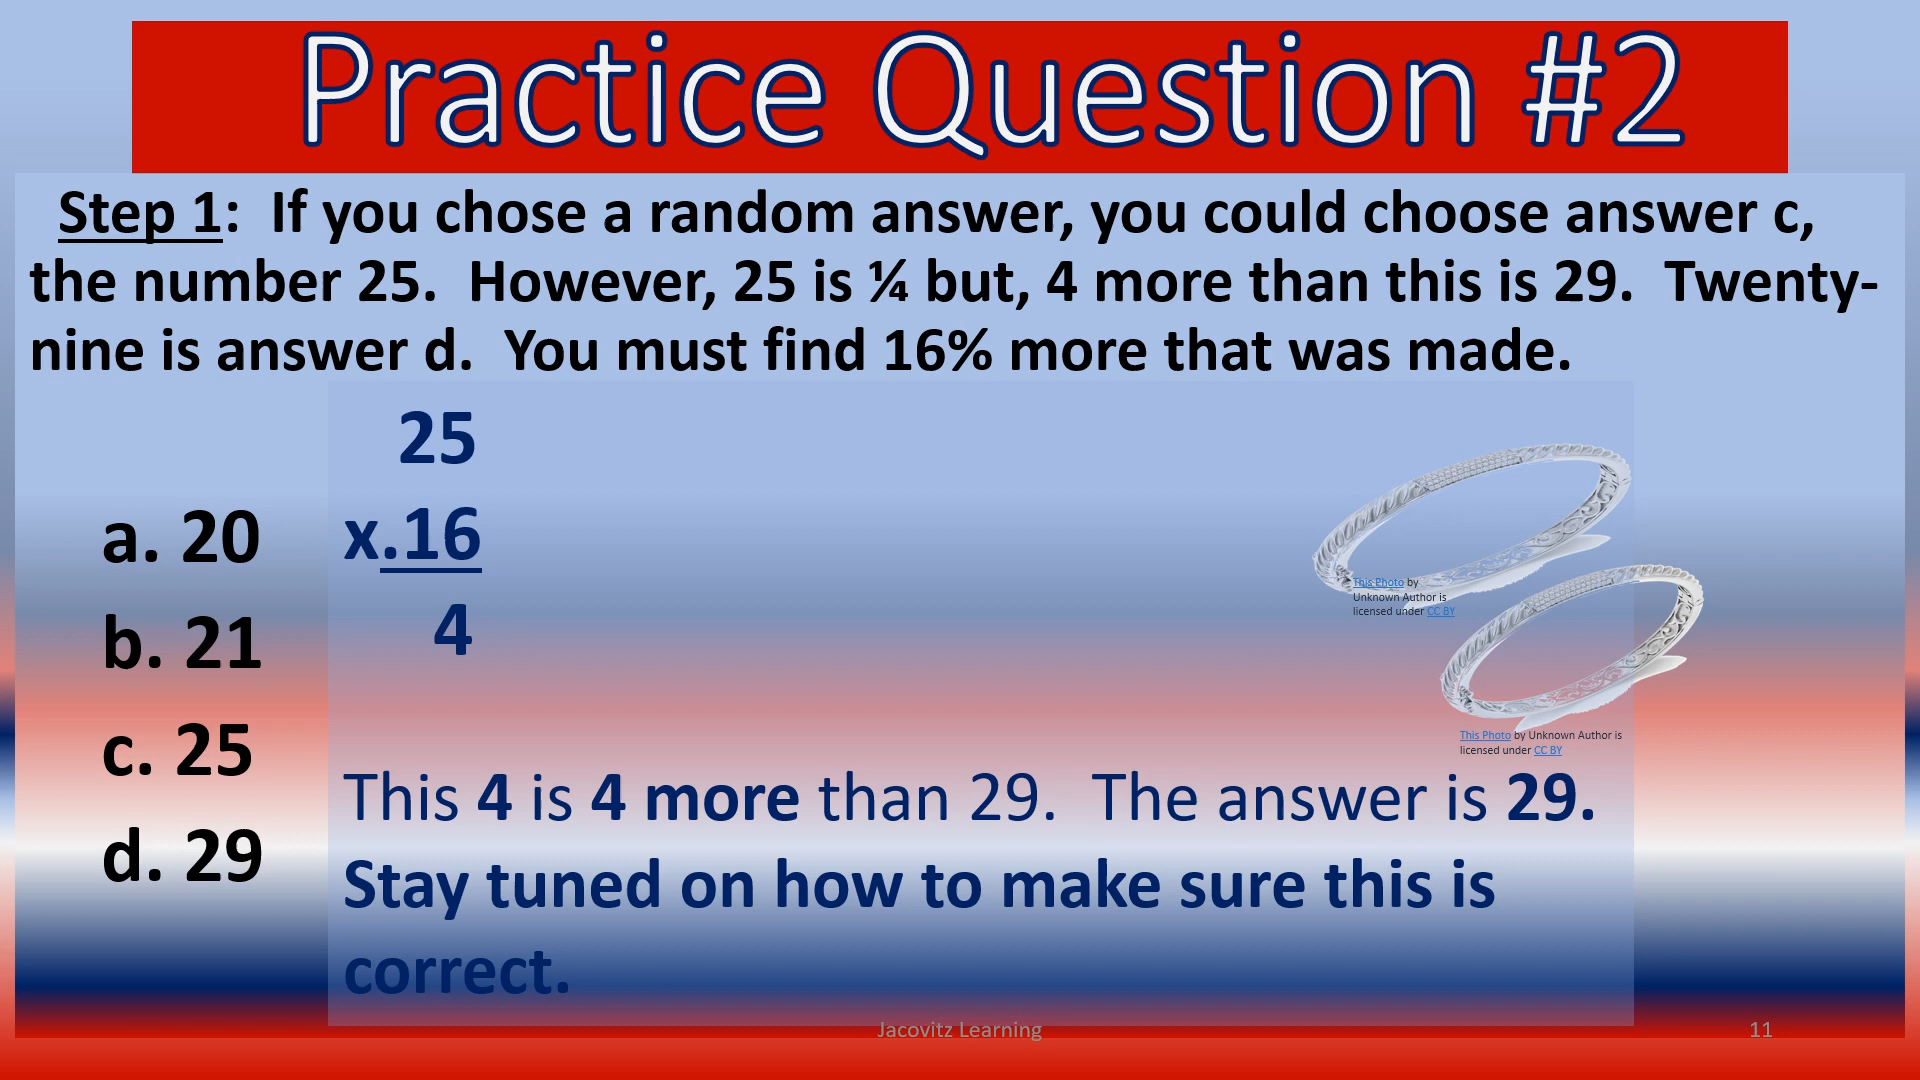 Practice Question #2
Step 1:  If you chose a random answer, you could choose answer c,
the number 25.  However, 25 is ¼ but, 4 more than this is 29.  Twenty-
nine is answer d.  You must find 16% more that was made.
25
x.16
4
a. 20
b. 21
c. 25
d. 29
This Photo by
Unknown Author is
licensed under CC BY
This Photo by Unknown Author is
licensed under CC BY
This 4 is 4 more than 29.  The answer is 29.
Stay tuned on how to make sure this is
correct.
Jacovitz Learning
11